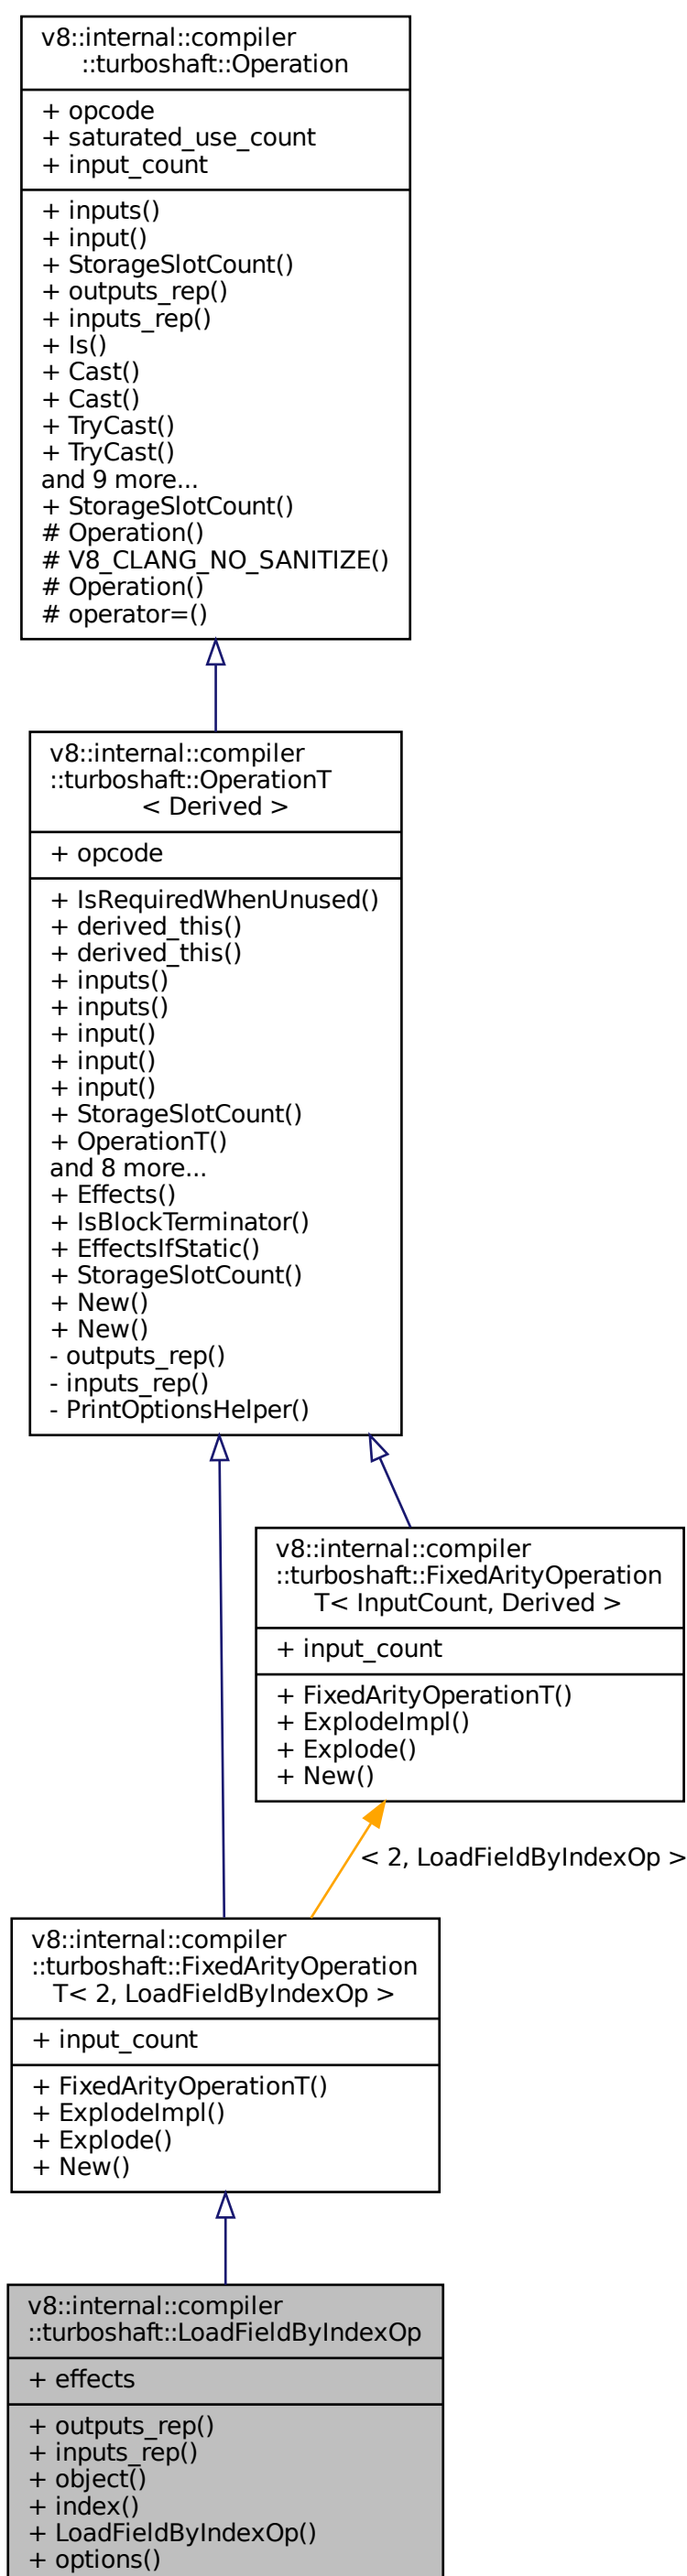 v8::internal::compiler
::turboshaft::Operation
+ opcode
+ saturated_use_count
+ input_count
+ inputs()
+ input()
+ StorageSlotCount()
+ outputs_rep()
+ inputs_rep()
+ Is()
+ Cast()
+ Cast()
+ TryCast()
+ TryCast()
and 9 more...
+ StorageSlotCount()
# Operation()
# V8_CLANG_NO_SANITIZE()
# Operation()
# operator=()
v8::internal::compiler
::turboshaft::OperationT
< Derived >
+ opcode
+ IsRequiredWhenUnused()
+ derived_this()
+ derived_this()
+ inputs()
+ inputs()
+ input()
+ input()
+ input()
+ StorageSlotCount()
+ OperationT()
and 8 more...
+ Effects()
+ IsBlockTerminator()
+ EffectsIfStatic()
+ StorageSlotCount()
+ New()
+ New()
- outputs_rep()
- inputs_rep()
- PrintOptionsHelper()
v8::internal::compiler
::turboshaft::FixedArityOperation
T< InputCount, Derived >
+ input_count
+ FixedArityOperationT()
+ ExplodeImpl()
+ Explode()
+ New()
< 2, LoadFieldByIndexOp >
v8::internal::compiler
::turboshaft::FixedArityOperation
T< 2, LoadFieldByIndexOp >
+ input_count
+ FixedArityOperationT()
+ ExplodeImpl()
+ Explode()
+ New()
v8::internal::compiler
::turboshaft::LoadFieldByIndexOp
+ effects
+ outputs_rep()
+ inputs_rep()
+ object()
+ index()
+ LoadFieldByIndexOp()
+ options()